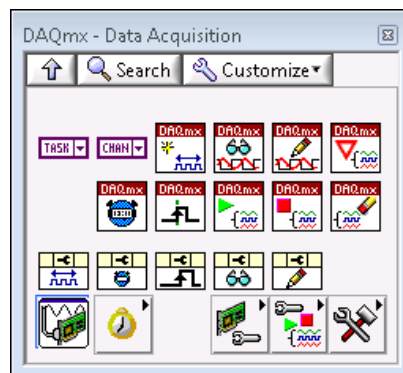 DAQmx - Data Acquisition
Search Customize
TASK CHAN DAQmx DAQmx DAQmx DAQmx
DAQmx DAQmx DAQmx DAQmx DAQmx